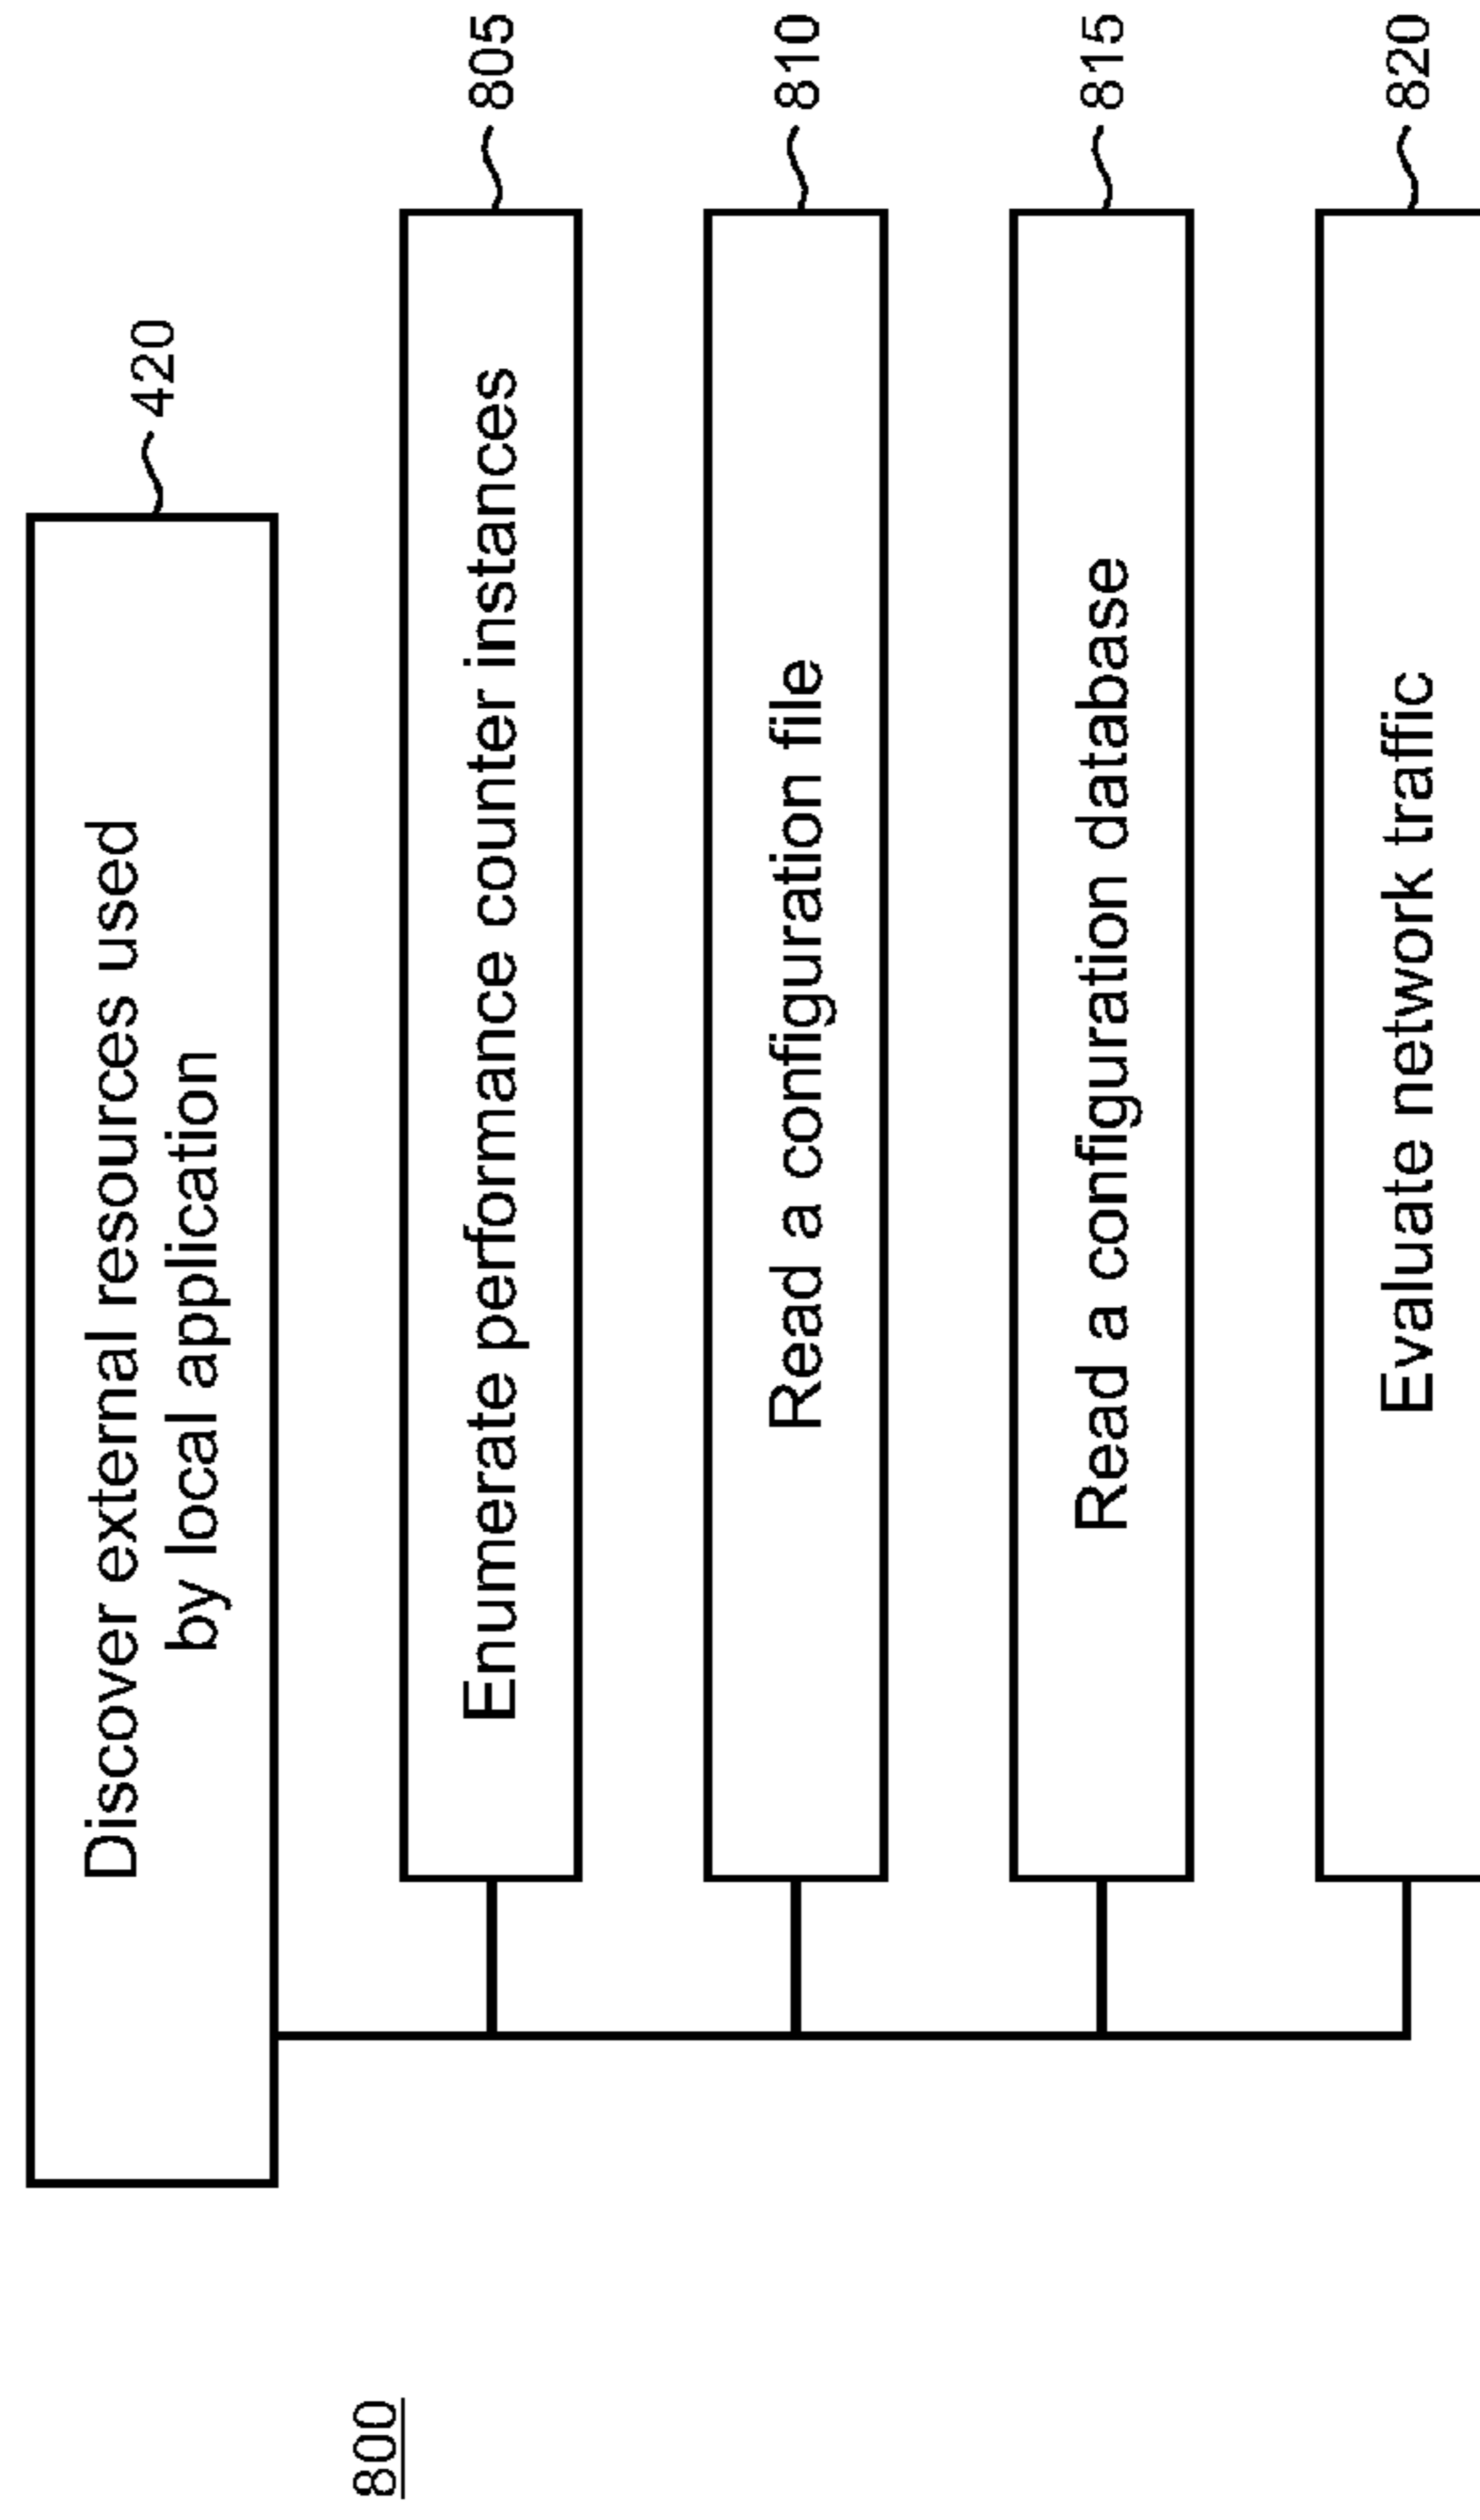 800
Discover external resources used
by local application
420
Enumerate performance counter instances
805
Read a configuration file
810
Read a configuration database
815
Evaluate network traffic
820